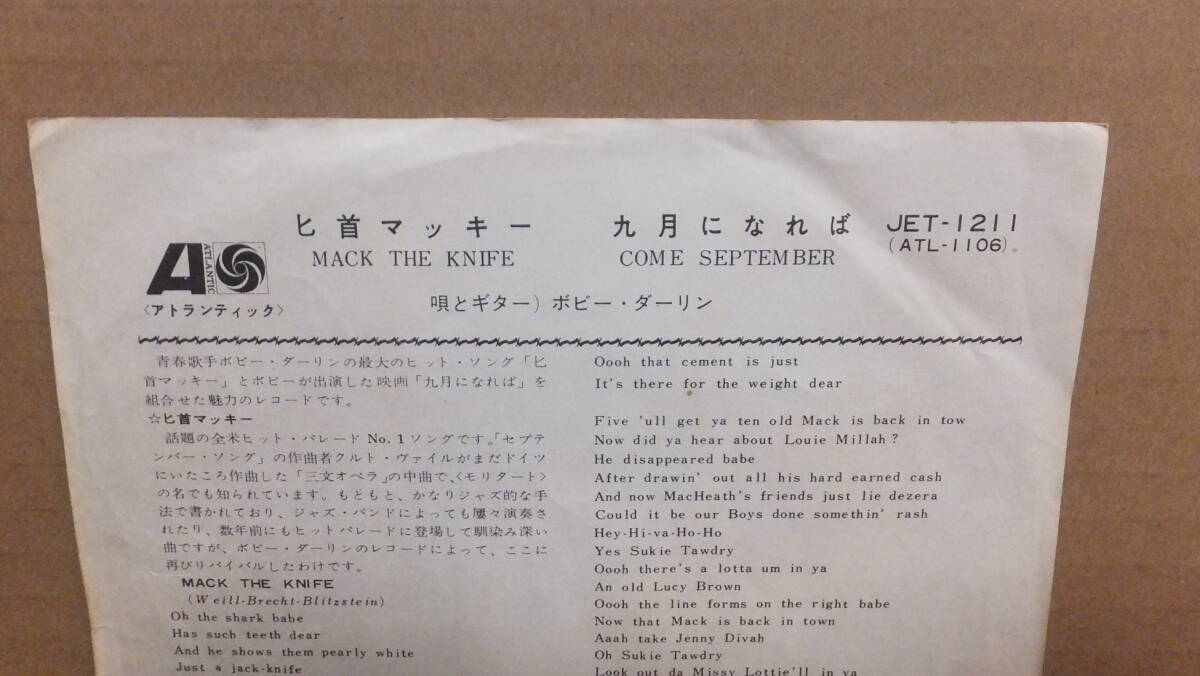 匕首マッキー 九月になれば JET-1211
MACK THE KNIFE COME SEPTEMBER (ATL-1106)
A ATLANTIC
〈アトランティック〉
唄とギター) ボビー・ダーリン
青春歌手ボビー・ダーリンの最大のヒット・ソング「匕
首マッキー」とボビーが出演した映画「九月になれば」を
組合せた魅力のレコードです。
☆匕首マッキー
話題の全米ヒット・パレード No. 1 ソングです。「セプテ
ンバー・ソング」の作曲者クルト・ヴァイルがまだドイツ
にいたころ作曲した「三文オペラ」の中曲で、〈モリタート〉
の名でも知られています。もともと、かなりジャズ的な手
法で書かれており、ジャズ・バンドによっても屢々演奏さ
れたり、数年前にもヒットパレードに登場して馴染み深い
曲ですが、ボビー・ダーリンのレコードによって、ここに
再びリバイバルしたわけです。
MACK THE KNIFE
(Weill-Brecht-Blitzstein)
Oh the shark babe
Has such teeth dear
And he shows them pearly white
Just a jack-knife
Oooh that cement is just
It's there for the weight dear
Five 'ull get ya ten old Mack is back in tow
Now did ya hear about Louie Millah?
He disappeared babe
After drawin' out all his hard earned cash
And now MacHeath's friends just lie dezera
Could it be our Boys done somethin' rash
Hey-Hi-va-Ho-Ho
Yes Sukie Tawdry
Oooh there's a lotta um in ya
An old Lucy Brown
Oooh the line forms on the right babe
Now that Mack is back in town
Aaah take Jenny Divah
Oh Sukie Tawdry
Look out da Missy Lottie'll in ya